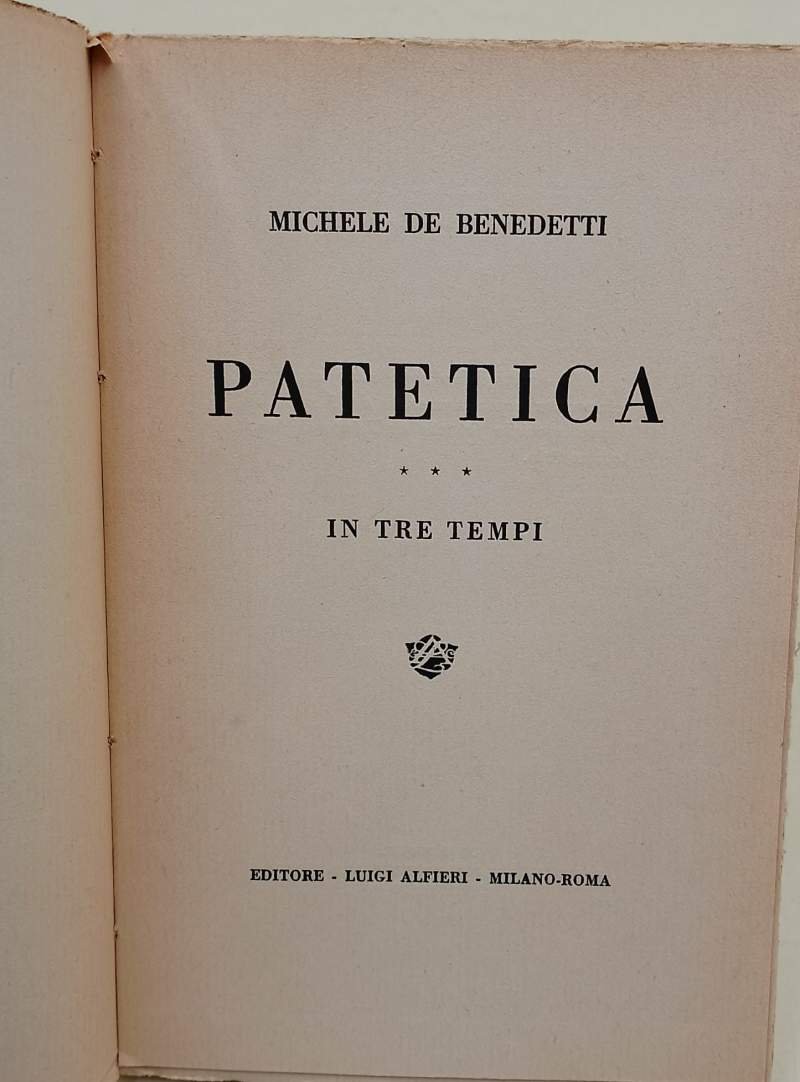 MICHELE DE BENEDETTI
PATETICA
* * *
IN TRE TEMPI
EDITORE - LUIGI ALFIERI - MILANO-ROMA